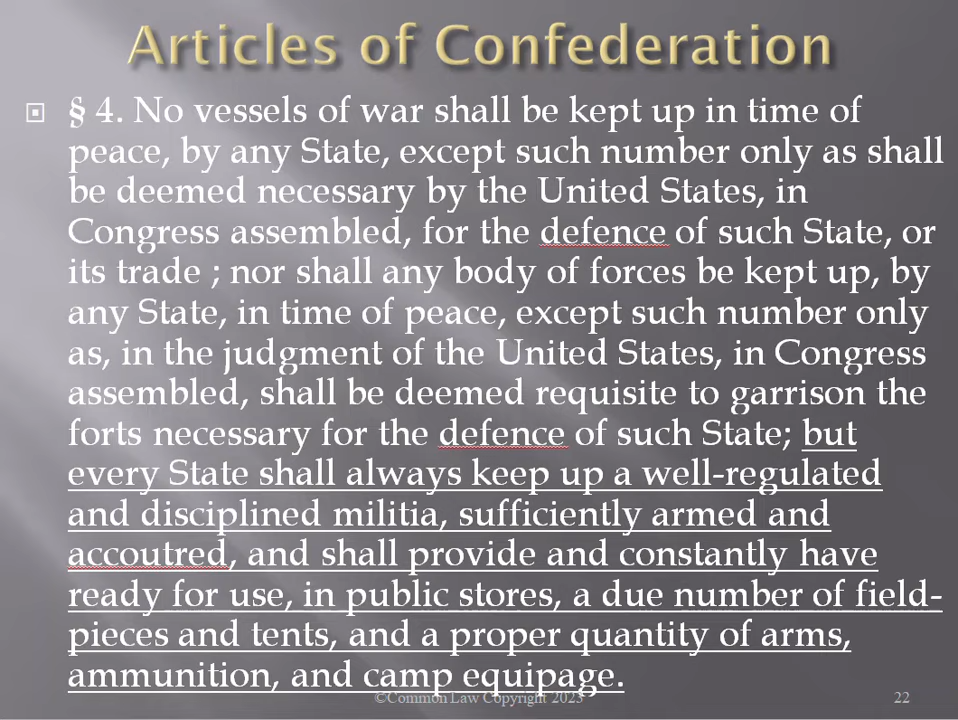 Articles of Confederation
§ 4. No vessels of war shall be kept up in time of
peace, by any State, except such number only as shall
be deemed necessary by the United States, in
Congress assembled, for the defence of such State, or
its trade ; nor shall any body of forces be kept up, by
any State, in time of peace, except such number only
as, in the judgment of the United States, in Congress
assembled, shall be deemed requisite to garrison the
forts necessary for the defence of such State; but
every State shall always keep up a well-regulated
and disciplined militia, sufficiently armed and
accoutred, and shall provide and constantly have
ready for use, in public stores, a due number of field-
pieces and tents, and a proper quantity of arms,
ammunition, and camp equipage.
©Common Law Copyright 2023
22